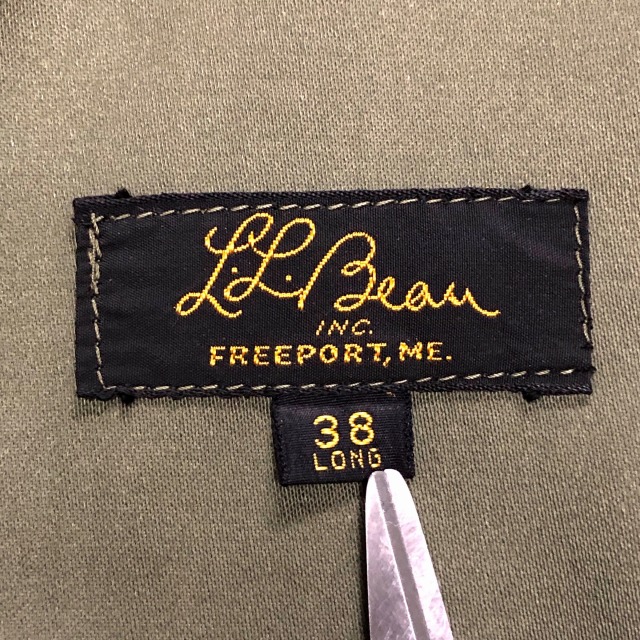 L.L. Bean
INC.
FREEPORT, ME.
38
LONG